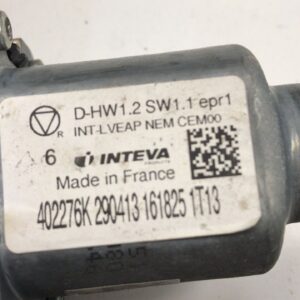 R D-HW1.2 SW1.1 epr1
INT-LVEAP NEM CEM00
6 INTEVA
Made in France
402276K 290413 161825 1T13